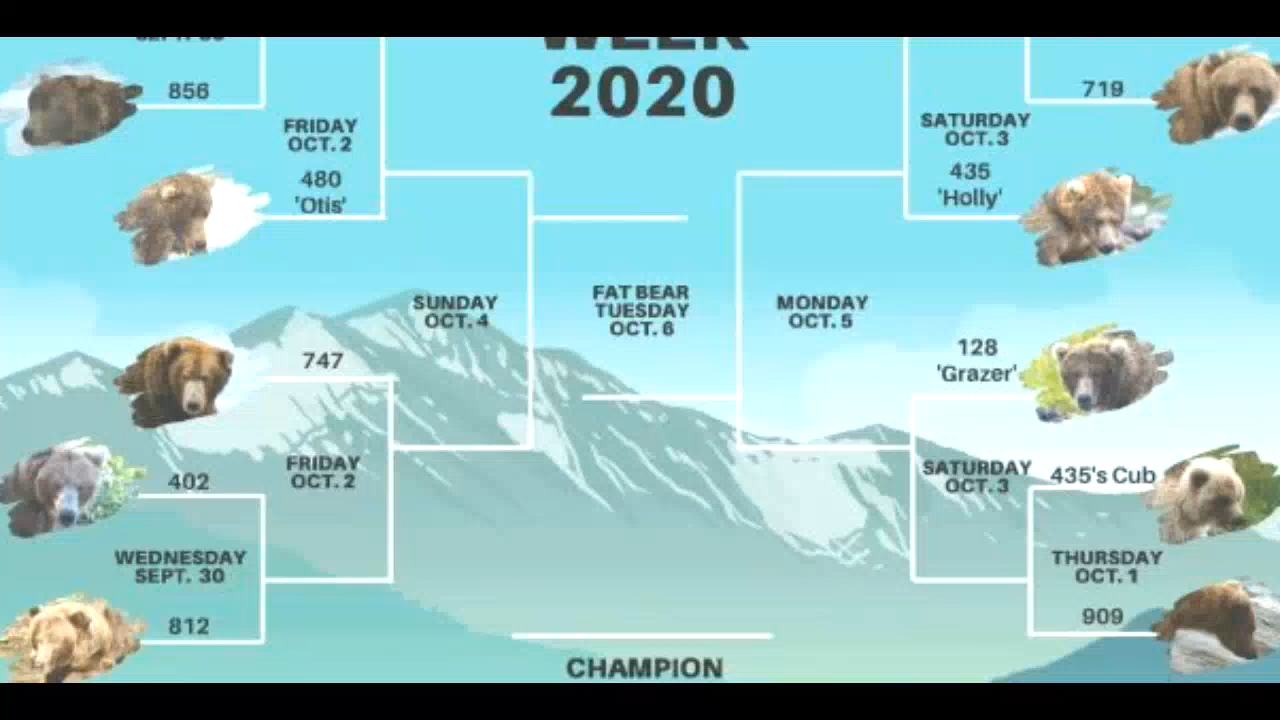 WEEK
2020
856
FRIDAY
OCT. 2
480
'Otis'
719
SATURDAY
OCT. 3
435
'Holly'
SUNDAY
OCT. 4
FAT BEAR
TUESDAY
OCT. 6
MONDAY
OCT. 5
747
128
'Grazer'
402
FRIDAY
OCT. 2
SATURDAY
OCT. 3
435's Cub
WEDNESDAY
SEPT. 30
812
THURSDAY
OCT. 1
909
CHAMPION